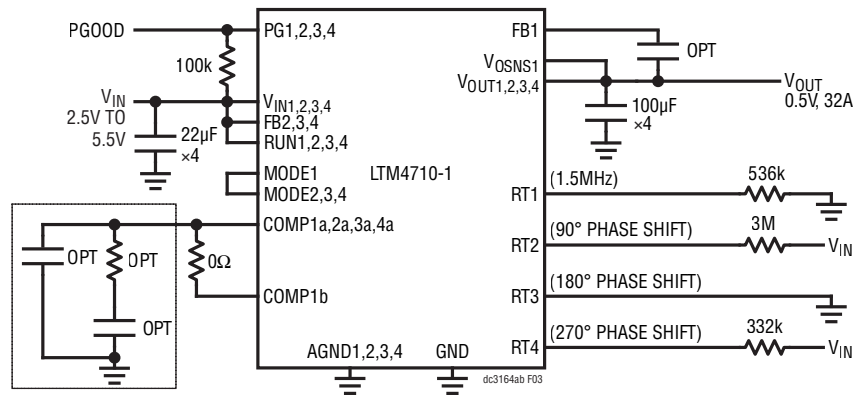 PGOOD
100k
VIN
2.5V TO
5.5V
22µF
×4
PG1,2,3,4
VIN1,2,3,4
FB2,3,4
RUN1,2,3,4
MODE1
MODE2,3,4
COMP1a,2a,3a,4a
COMP1b
LTM4710-1
AGND1,2,3,4
GND
FB1
VOSNS1
VOUT1,2,3,4
RT1
RT2
RT3
RT4
OPT
100µF
×4
VOUT
0.5V, 32A
(1.5MHz)
536k
(90° PHASE SHIFT)
3M
VIN
(180° PHASE SHIFT)
(270° PHASE SHIFT)
332k
VIN
OPT
OPT
OPT
0Ω
dc3164ab F03